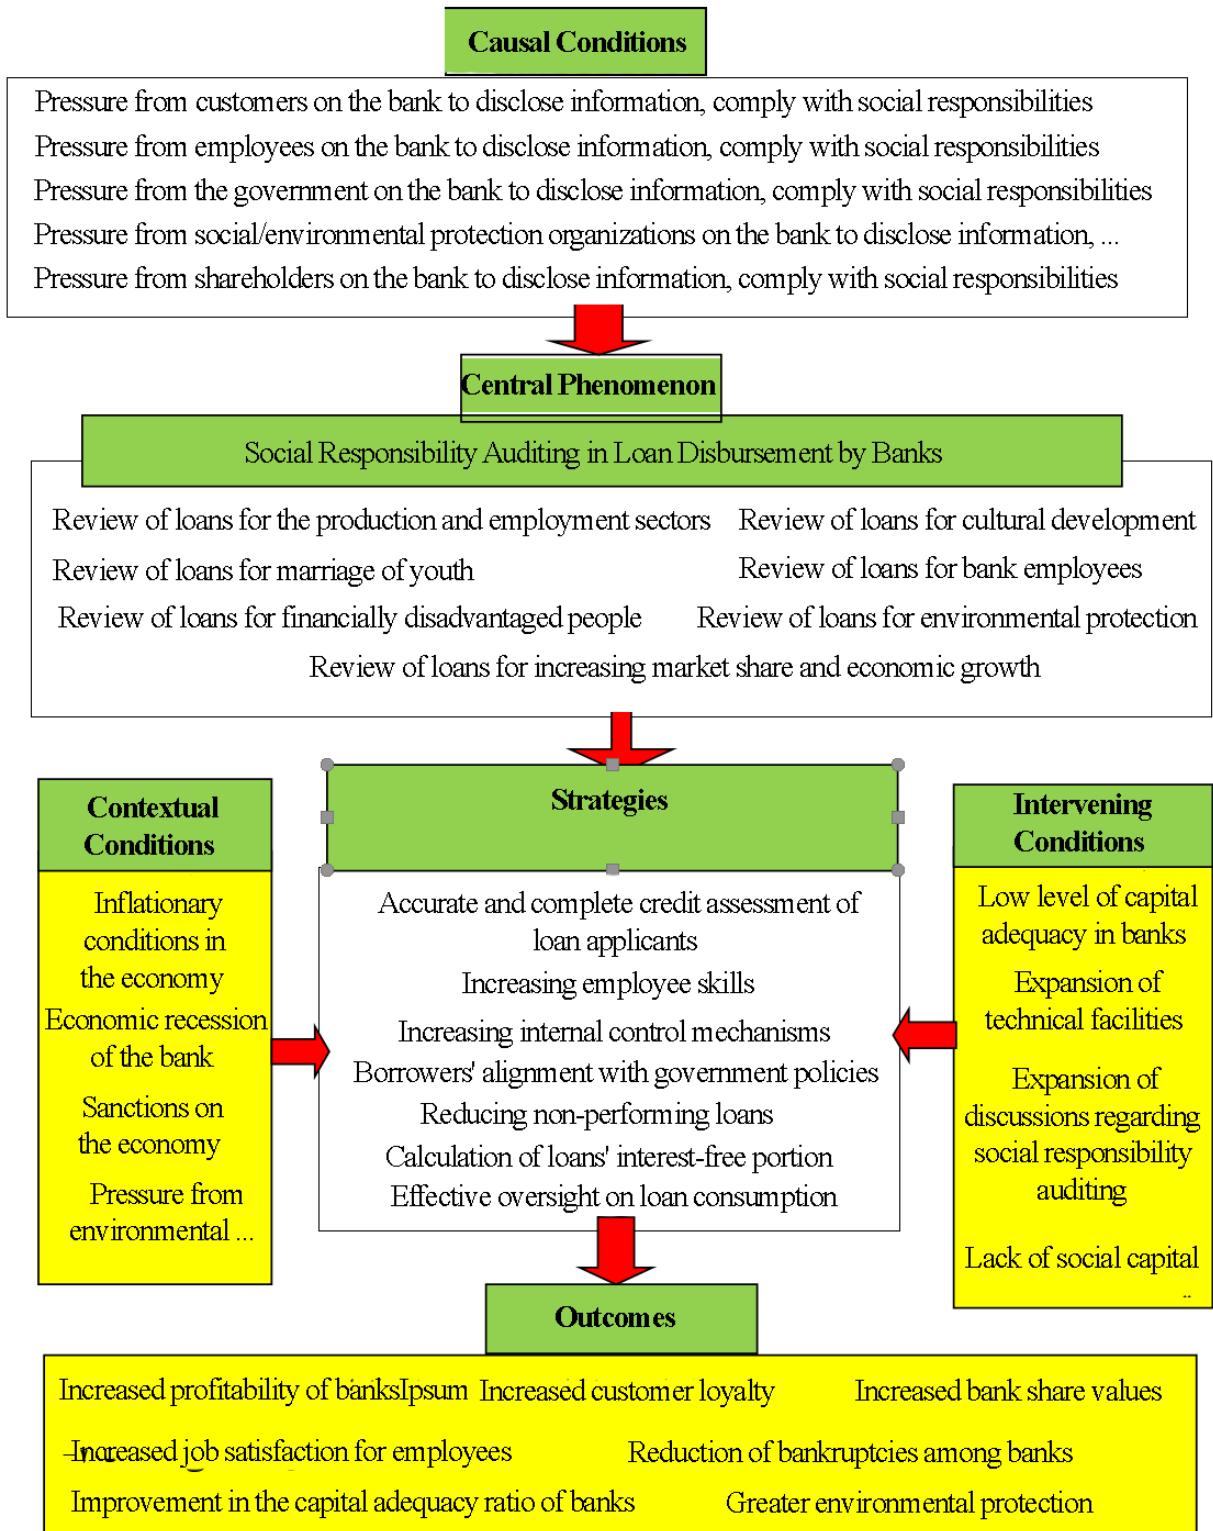 Causal Conditions
Pressure from customers on the bank to disclose information, comply with social responsibilities
Pressure from employees on the bank to disclose information, comply with social responsibilities
Pressure from the government on the bank to disclose information, comply with social responsibilities
Pressure from social/environmental protection organizations on the bank to disclose information, ...
Pressure from shareholders on the bank to disclose information, comply with social responsibilities
Central Phenomenon
Social Responsibility Auditing in Loan Disbursement by Banks
Review of loans for the production and employment sectors Review of loans for cultural development
Review of loans for marriage of youth Review of loans for bank employees
Review of loans for financially disadvantaged people Review of loans for environmental protection
Review of loans for increasing market share and economic growth
Contextual
Conditions
Inflationary
conditions in
the economy
Economic recession
of the bank
Sanctions on
the economy
Pressure from
environmental ...
Strategies
Accurate and complete credit assessment of
loan applicants
Increasing employee skills
Increasing internal control mechanisms
Borrowers' alignment with government policies
Reducing non-performing loans
Calculation of loans' interest-free portion
Effective oversight on loan consumption
Intervening
Conditions
Low level of capital
adequacy in banks
Expansion of
technical facilities
Expansion of
discussions regarding
social responsibility
auditing
Lack of social capital
..
Outcomes
Increased profitability of banksIpsum Increased customer loyalty Increased bank share values
Increased job satisfaction for employees Reduction of bankruptcies among banks
Improvement in the capital adequacy ratio of banks Greater environmental protection